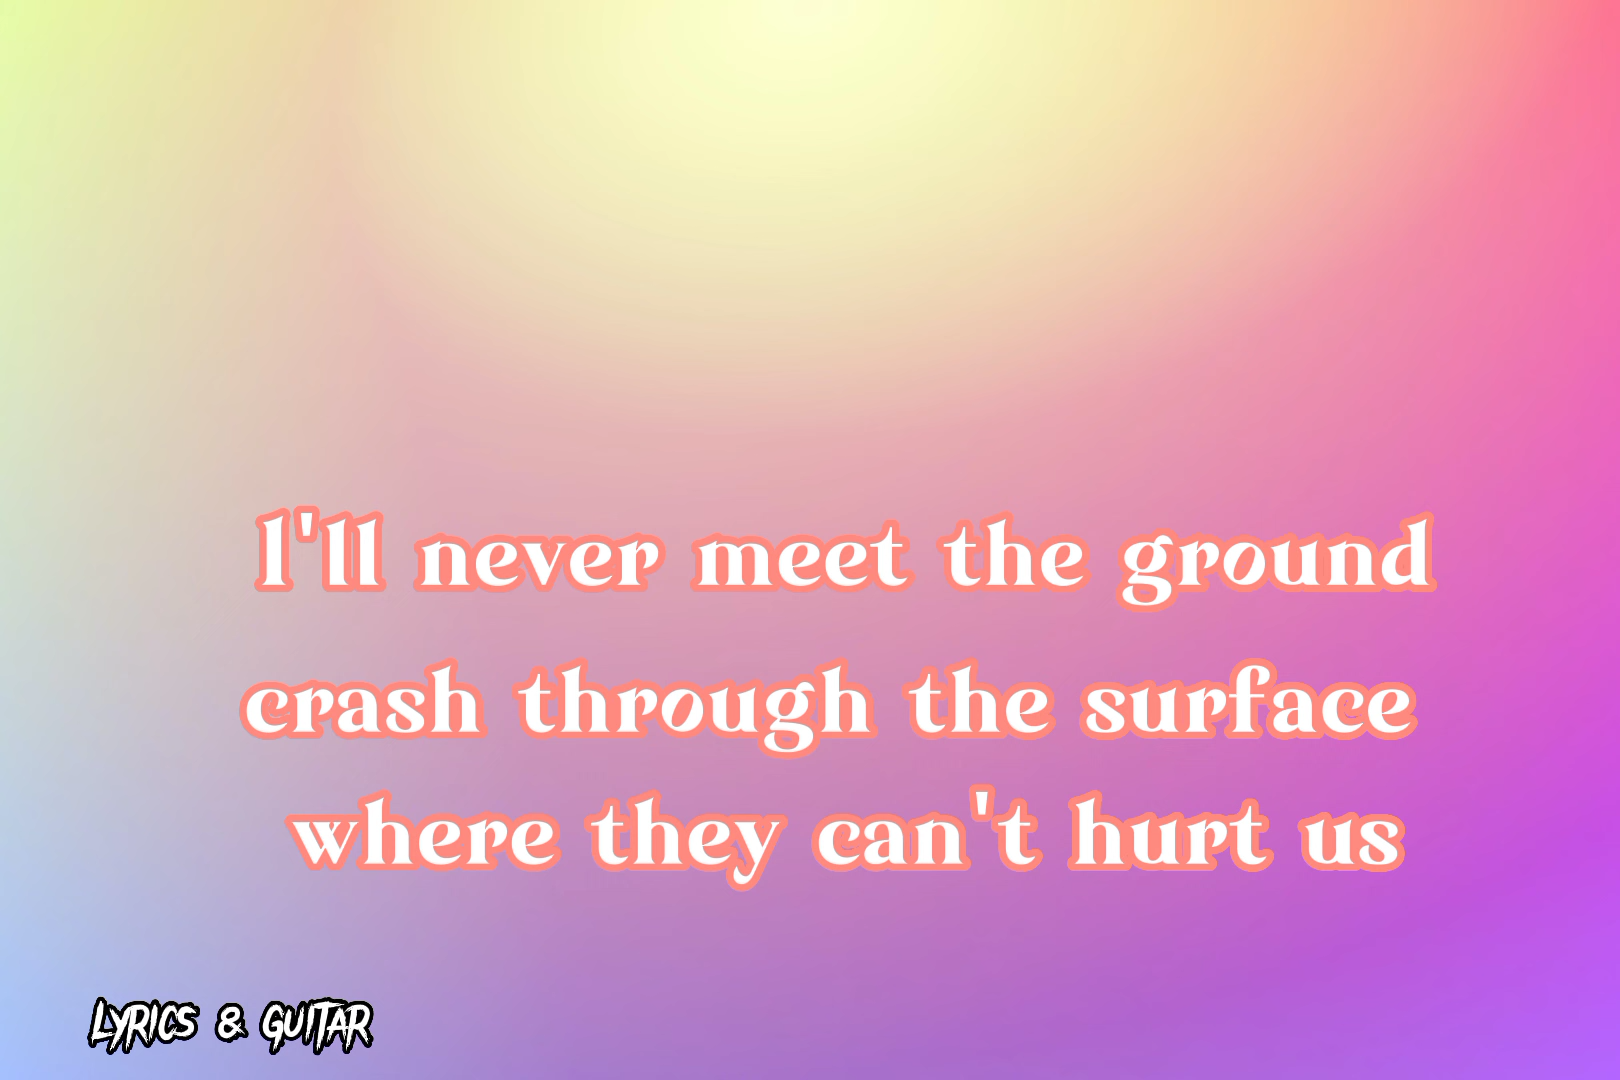 I'll never meet the ground
crash through the surface
where they can't hurt us
LYRICS & GUITAR